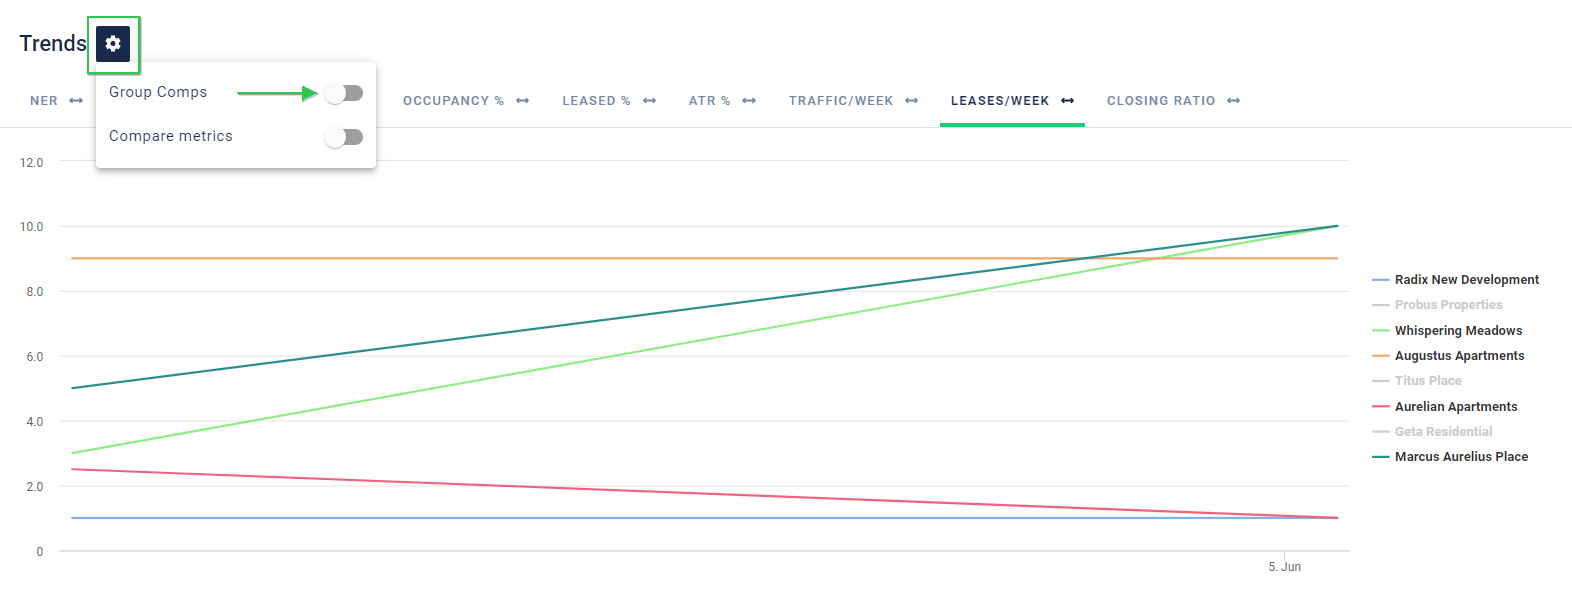 Trends
Group Comps
Compare metrics
NER
OCCUPANCY %
LEASED %
ATR %
TRAFFIC/WEEK
LEASES/WEEK
CLOSING RATIO
12.0
10.0
8.0
6.0
4.0
2.0
0
5. Jun
Radix New Development
Probus Properties
Whispering Meadows
Augustus Apartments
Titus Place
Aurelian Apartments
Geta Residential
Marcus Aurelius Place